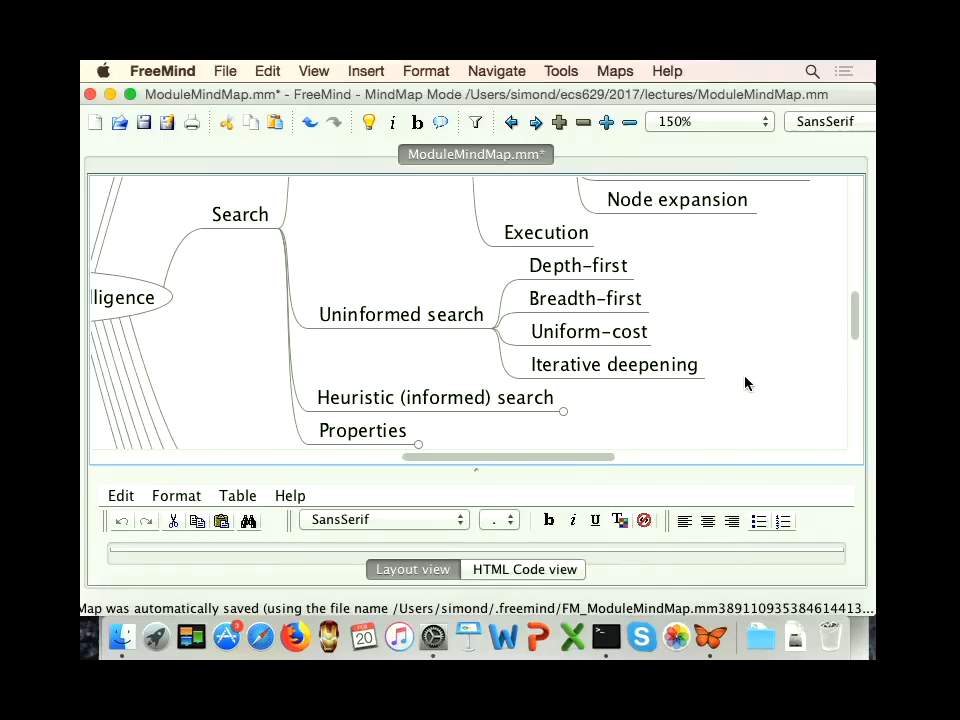 FreeMind File Edit View Insert Format Navigate Tools Maps Help
ModuleMindMap.mm* - FreeMind - MindMap Mode /Users/simond/ecs629/2017/lectures/ModuleMindMap.mm
i b 150% SansSerif
ModuleMindMap.mm*
Node expansion
Search
Execution
Depth-first
lligence
Breadth-first
Uninformed search
Uniform-cost
Iterative deepening
Heuristic (informed) search
Properties
Edit Format Table Help
SansSerif . b i U T
Layout view HTML Code view
Map was automatically saved (using the file name /Users/simond/.freemind/FM_ModuleMindMap.mm389110935384614413...
3 FEB 20 W P X S